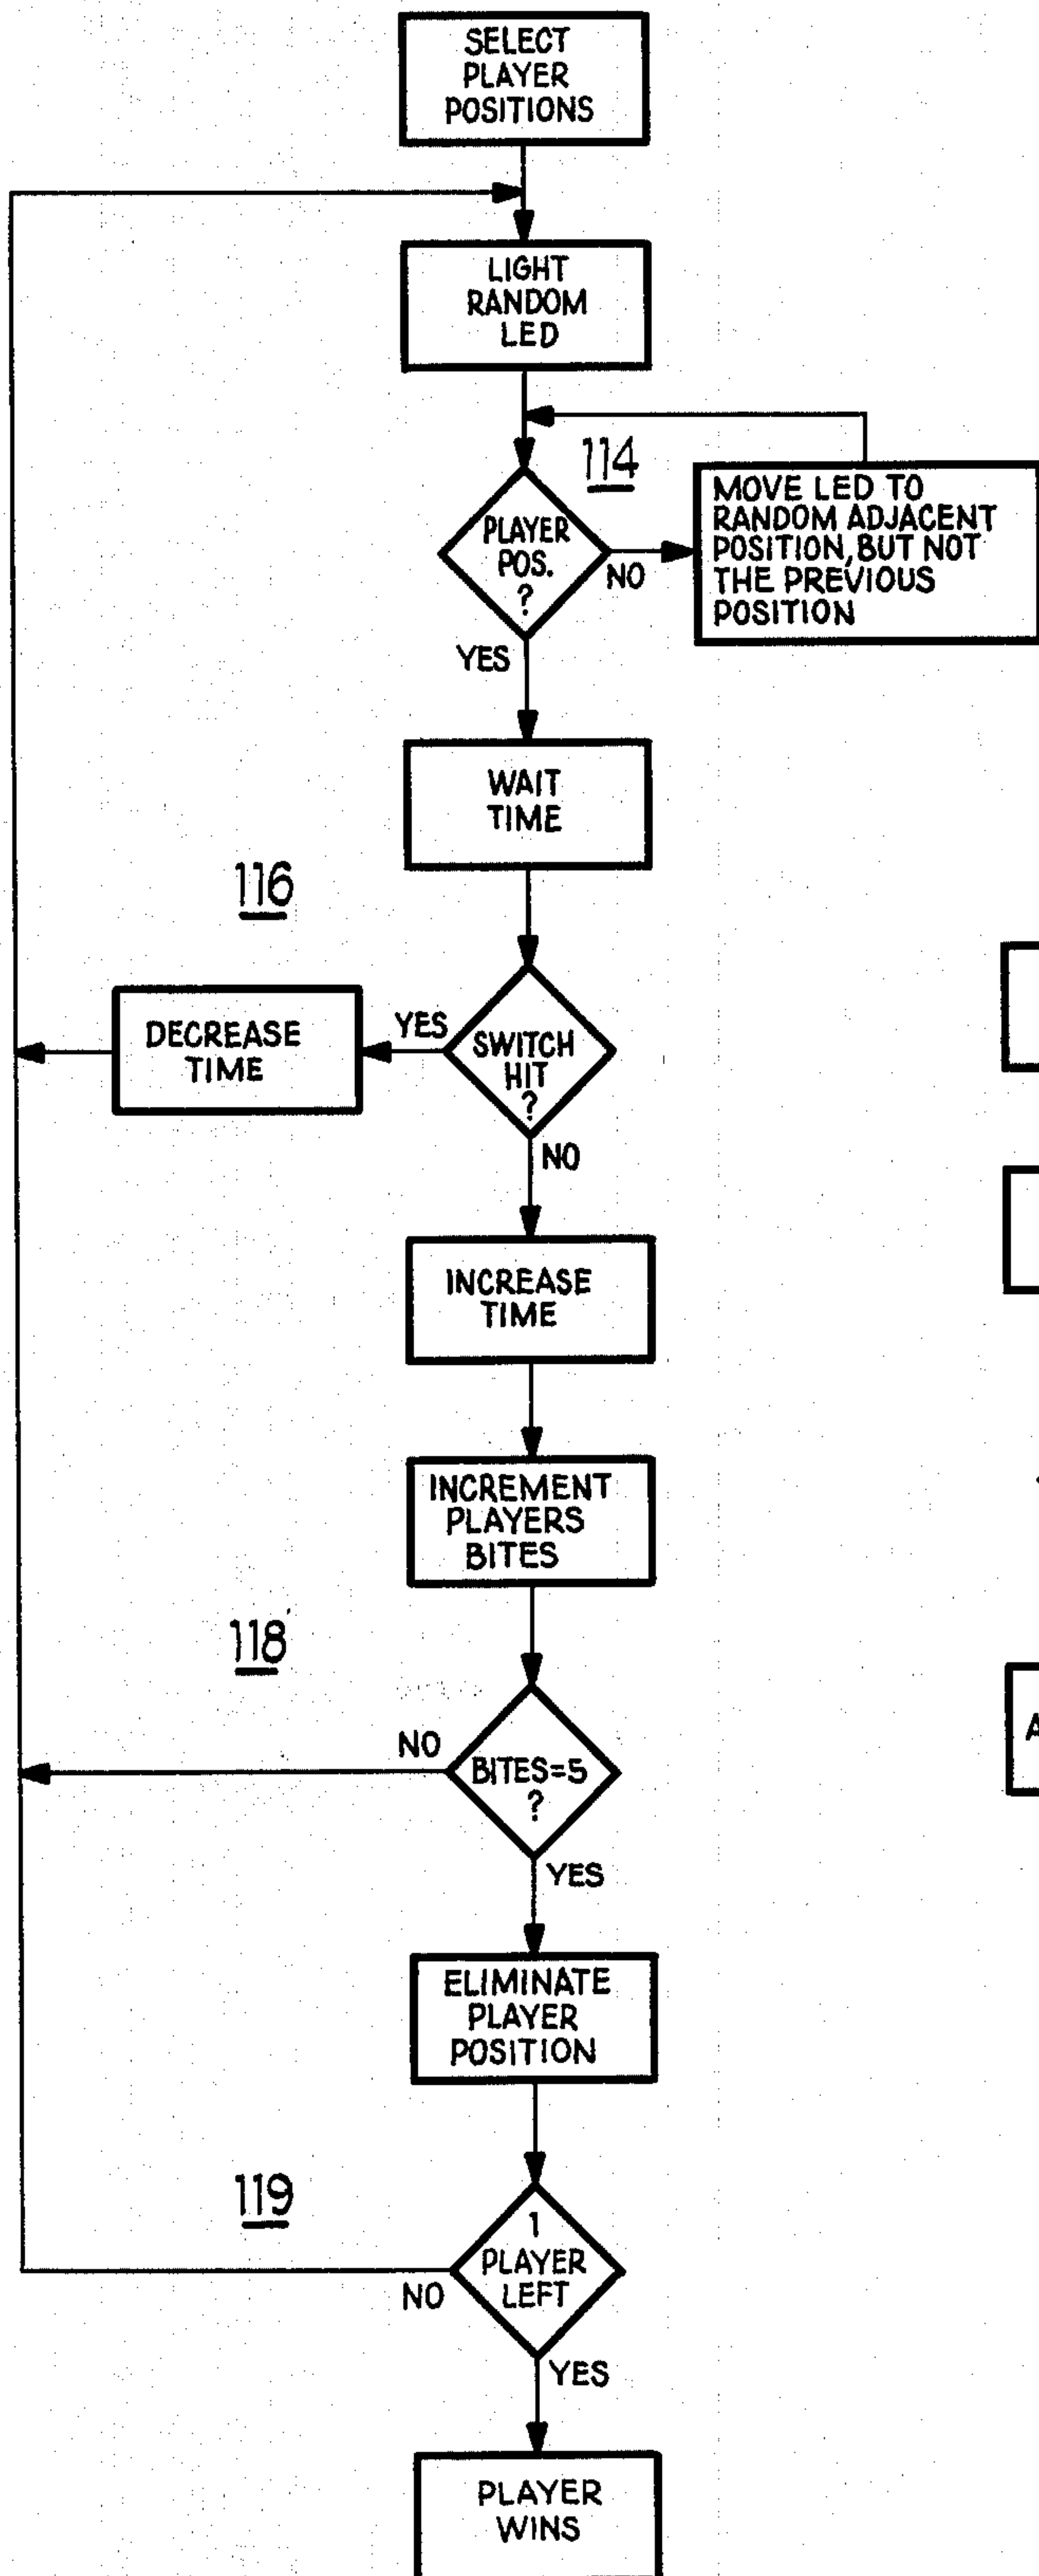 SELECT
PLAYER
POSITIONS
LIGHT
RANDOM
LED
114
PLAYER
POS.
?
NO
MOVE LED TO
RANDOM ADJACENT
POSITION, BUT NOT
THE PREVIOUS
POSITION
YES
WAIT
TIME
116
DECREASE
TIME
YES
SWITCH
HIT
?
NO
INCREASE
TIME
INCREMENT
PLAYERS
BITES
118
NO
BITES=5
?
YES
A
ELIMINATE
PLAYER
POSITION
119
1
PLAYER
LEFT
NO
YES
PLAYER
WINS